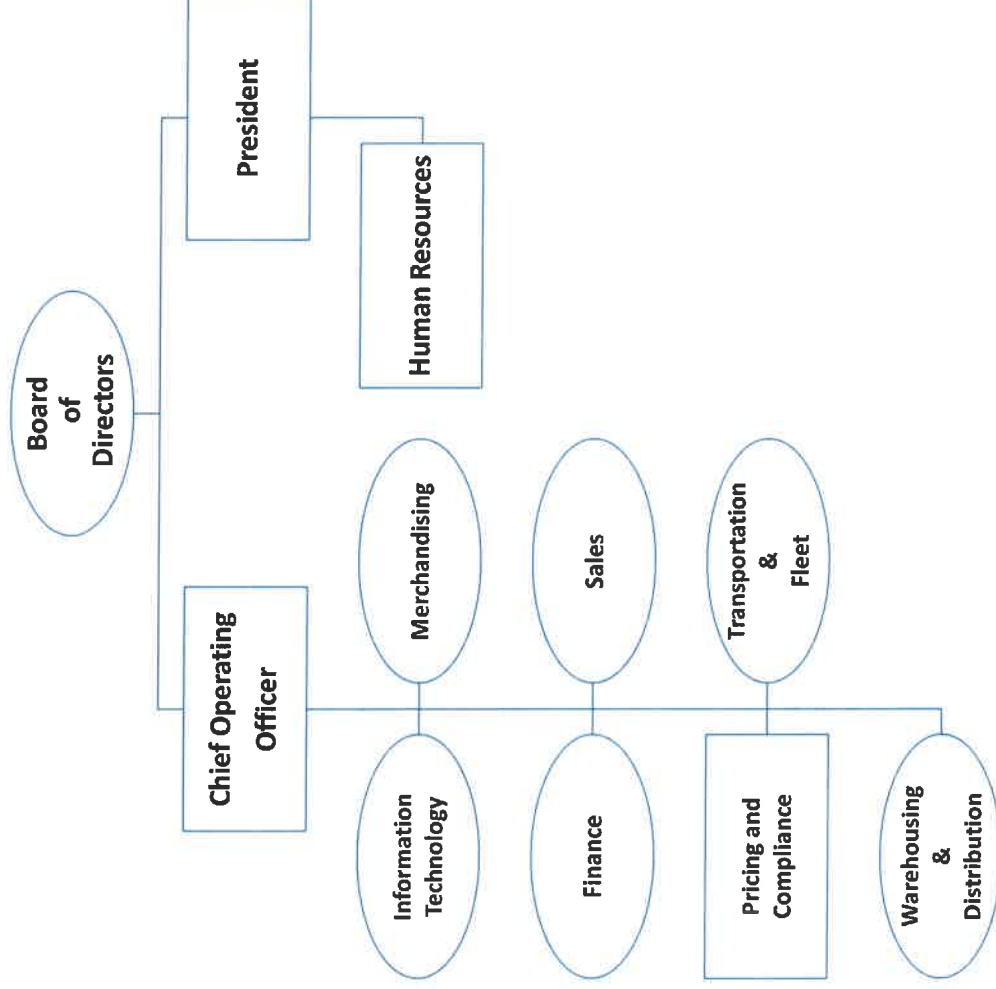 Board
of
Directors
Chief Operating
Officer
President
Information
Technology
Merchandising
Human Resources
Finance
Sales
Pricing and
Compliance
Transportation
&
Fleet
Warehousing
&
Distribution